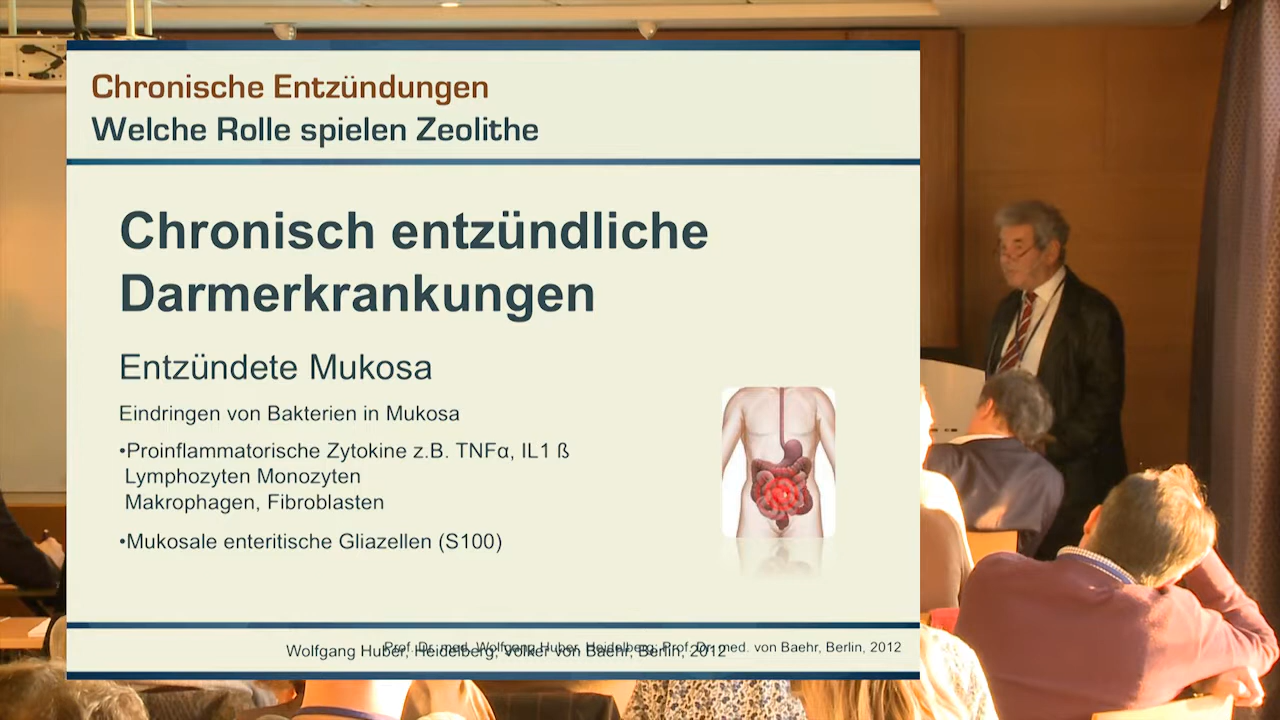 Chronische Entzündungen
Welche Rolle spielen Zeolithe
Chronisch entzündliche
Darmerkrankungen
Entzündete Mukosa
Eindringen von Bakterien in Mukosa
•Proinflammatorische Zytokine z.B. TNFα, IL1 ß
Lymphozyten Monozyten
Makrophagen, Fibroblasten
•Mukosale enteritische Gliazellen (S100)
Prof. Dr. med. Wolfgang Huber, Heidelberg, Prof. Dr. med. von Baehr, Berlin, 2012
Wolfgang Huber, Heidelberg, Volker von Baehr, Berlin, 2012